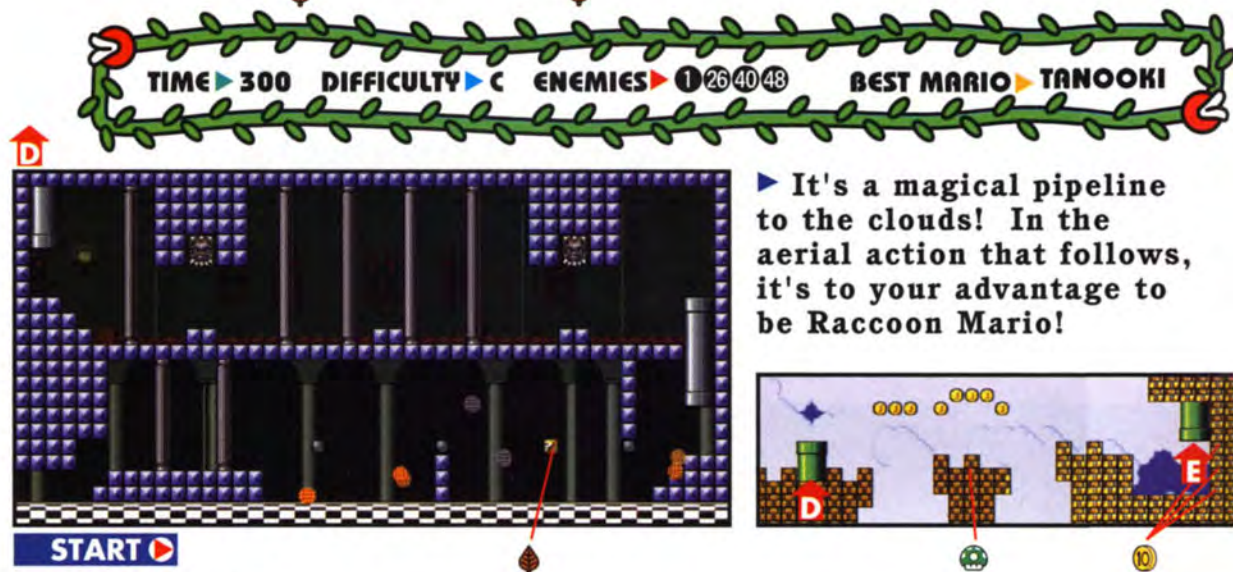 TIME ▶ 300 DIFFICULTY ▶ C ENEMIES ▶ 1 26 40 48 BEST MARIO ▶ TANOOKI
D
▶ It's a magical pipeline
to the clouds! In the
aerial action that follows,
it's to your advantage to
be Raccoon Mario!
?
D
E
START
10